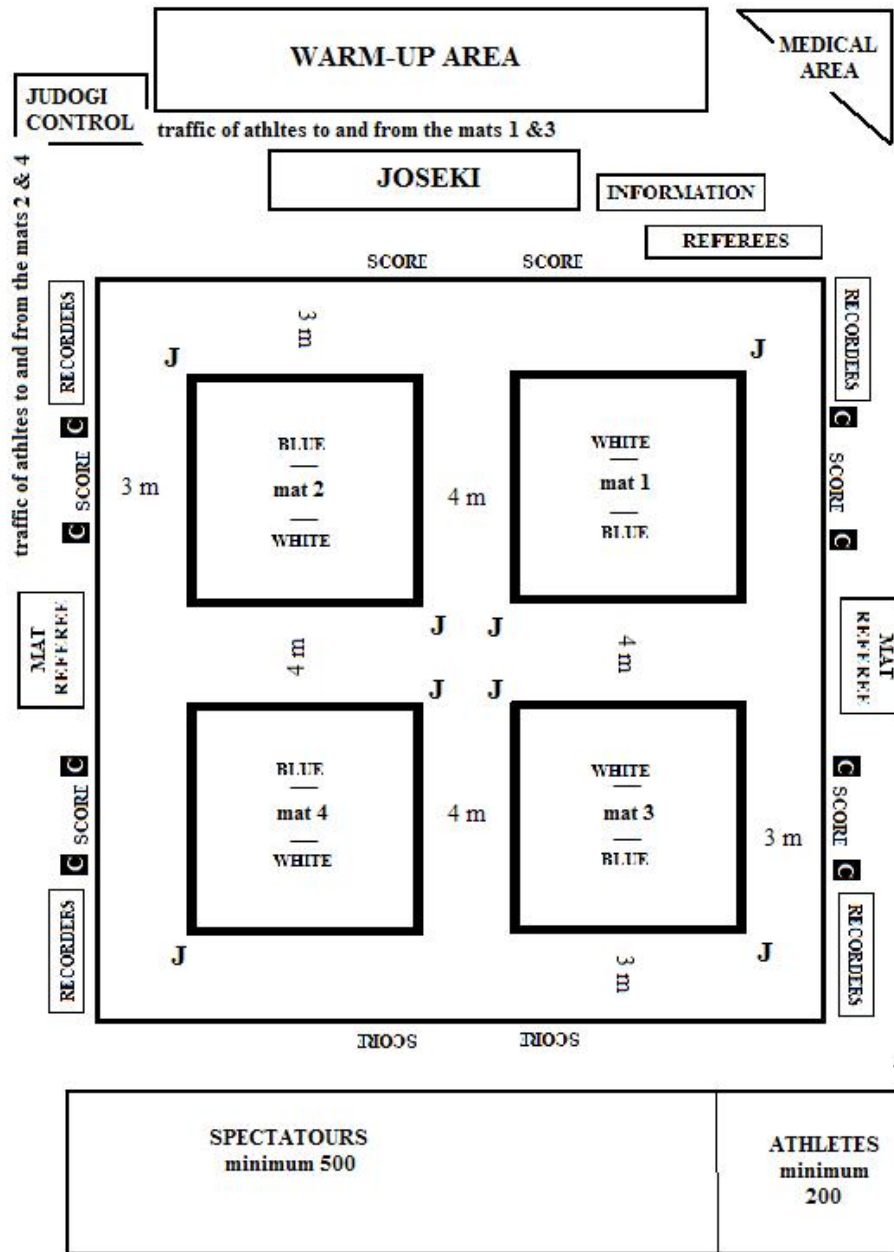 WARM-UP AREA
MEDICAL
AREA
JUDOGI
CONTROL
traffic of athltes to and from the mats 1 &3
traffic of athltes to and from the mats 2 & 4
JOSEKI
INFORMATION
REFEREES
SCORE
SCORE
RECORDERS
RECORDERS
3 m
J
J
C
C
SCORE
SCORE
C
C
3 m
BLUE
mat 2
WHITE
4 m
WHITE
mat 1
BLUE
MAT
REFEREE
MAT
REFEREE
J
J
4 m
4 m
J
J
C
C
SCORE
SCORE
C
C
BLUE
mat 4
WHITE
4 m
WHITE
mat 3
BLUE
3 m
RECORDERS
RECORDERS
J
J
3 m
SCORE
SCORE
SPECTATOURS
minimum 500
ATHLETES
minimum
200